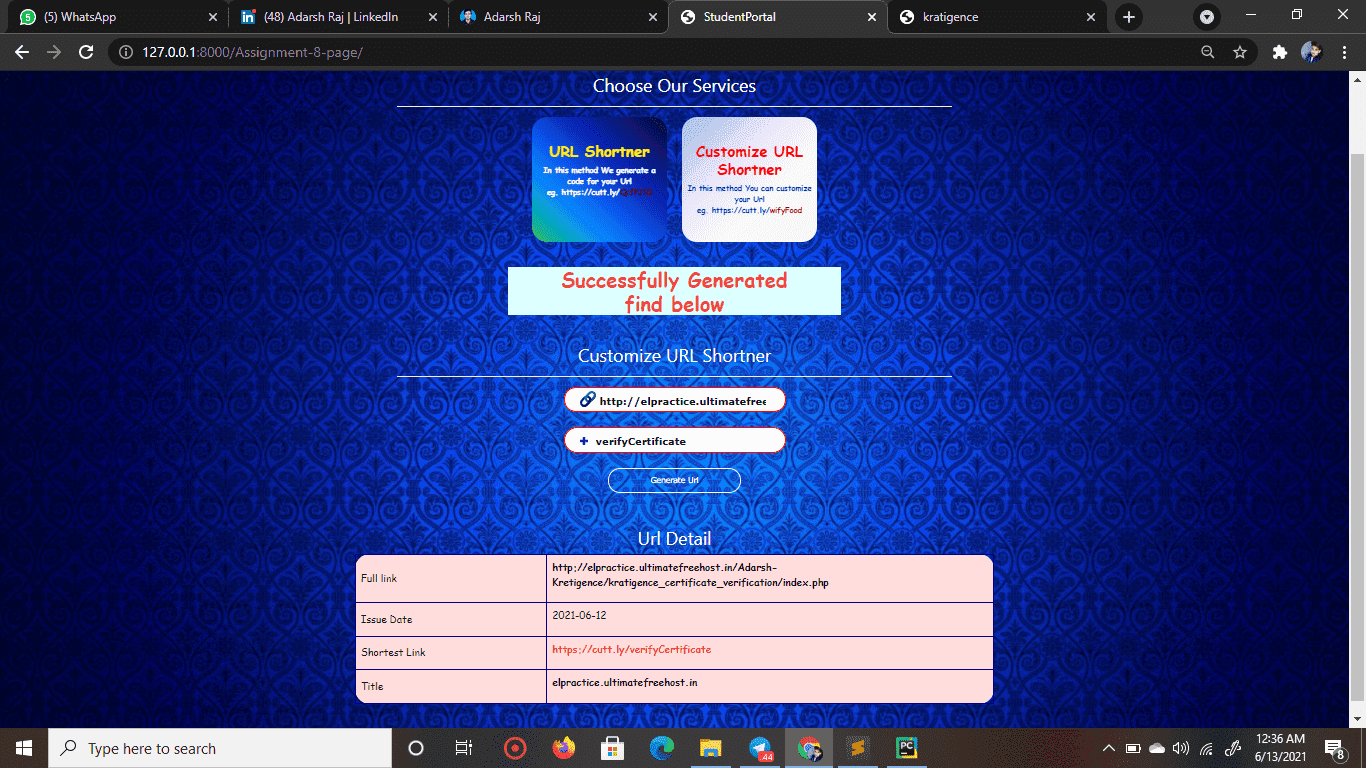 (5) WhatsApp
(48) Adarsh Raj | LinkedIn
Adarsh Raj
StudentPortal
kratigence
127.0.0.1:8000/Assignment-8-page/
Choose Our Services
URL Shortner
In this method We generate a
code for your Url
eg. https://cutt.ly/
Customize URL
Shortner
In this method You can customize
your Url
eg. https://cutt.ly/wifyFood
Successfully Generated
find below
Customize URL Shortner
http://elpractice.ultimatefree
verifyCertificate
Generate Url
Url Detail
Full link
http://elpractice.ultimatefreehost.in/Adarsh-
Kretigence/kratigence_certificate_verification/index.php
Issue Date
2021-06-12
Shortest Link
https://cutt.ly/verifyCertificate
Title
elpractice.ultimatefreehost.in
Type here to search
44
PC
12:36 AM
6/13/2021
8